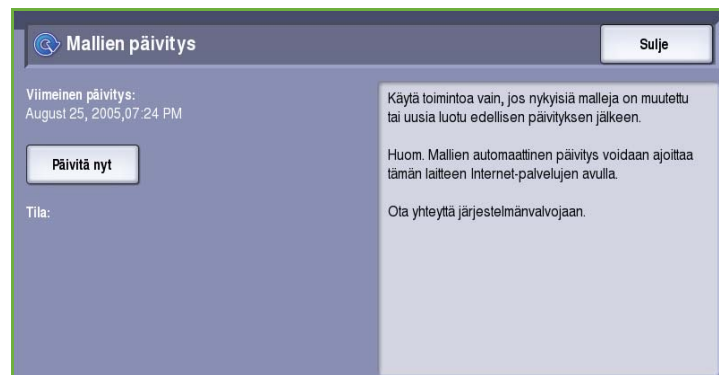 Mallien päivitys
Sulje
Viimeinen päivitys:
August 25, 2005,07:24 PM
Päivitä nyt
Tila:
Käytä toimintoa vain, jos nykyisiä malleja on muutettu
tai uusia luotu edellisen päivityksen jälkeen.
Huom. Mallien automaattinen päivitys voidaan ajoittaa
tämän laitteen Internet-palvelujen avulla.
Ota yhteyttä järjestelmänvalvojaan.